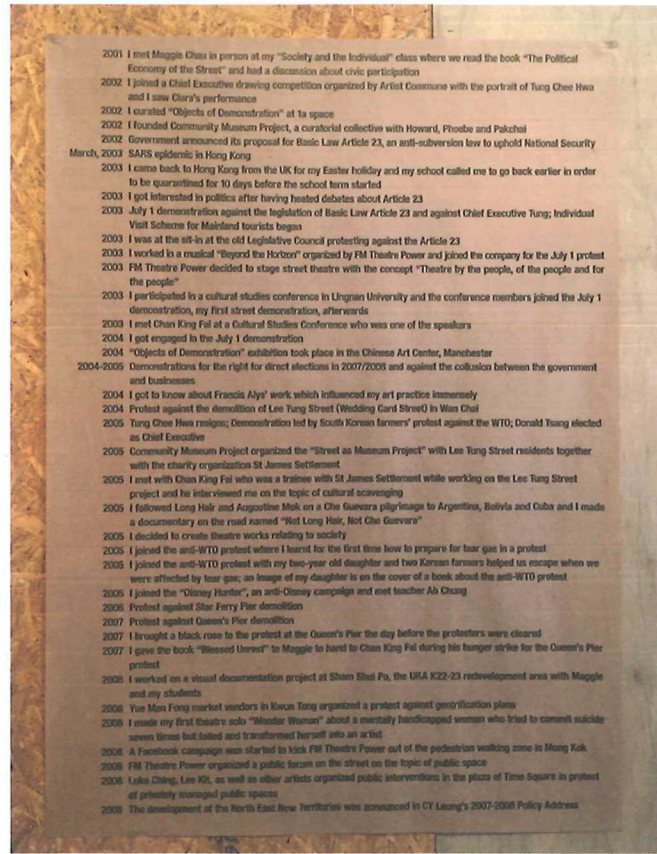 2001 I met Maggie Chau in person at my "Society and the Individual" class where we read the book "The Political
Economy of the Street" and had a discussion about civic participation
2002 I joined a Chief Executive drawing competition organized by Artist Commune with the portrait of Tung Chee Hwa
and I saw Clara's performance
2002 I curated "Objects of Demonstration" at 1a space
2002 I founded Community Museum Project, a curatorial collective with Howard, Phoebe and Pakchai
2002 Government announced its proposal for Basic Law Article 23, an anti-subversion law to uphold National Security
March, 2003 SARS epidemic in Hong Kong
2003 I came back to Hong Kong from the UK for my Easter holiday and my school called me to go back earlier in order
to be quarantined for 10 days before the school term started
2003 I got interested in politics after having heated debates about Article 23
2003 July 1 demonstration against the legislation of Basic Law Article 23 and against Chief Executive Tung; Individual
Visit Scheme for Mainland tourists began
2003 I was at the sit-in at the old Legislative Council protesting against the Article 23
2003 I worked in a musical "Beyond the Horizon" organized by FM Theatre Power and joined the company for the July 1 protest
2003 FM Theatre Power decided to stage street theatre with the concept "Theatre by the people, of the people and for
the people"
2003 I participated in a cultural studies conference in Lingnan University and the conference members joined the July 1
demonstration, my first street demonstration, afterwards
2003 I met Chan King Fai at a Cultural Studies Conference who was one of the speakers
2004 I got engaged in the July 1 demonstration
2004 "Objects of Demonstration" exhibition took place in the Chinese Art Center, Manchester
2004-2005 Demonstrations for the right for direct elections in 2007/2008 and against the collusion between the government
and businesses
2004 I got to know about Francis Alys' work which influenced my art practice immensely
2004 Protest against the demolition of Lee Tung Street (Wedding Card Street) in Wan Chai
2005 Tung Chee Hwa resigns; Demonstration led by South Korean farmers' protest against the WTO; Donald Tsang elected
as Chief Executive
2005 Community Museum Project organized the "Street as Museum Project" with Lee Tung Street residents together
with the charity organization St James Settlement
2005 I met with Chan King Fai who was a trainee with St James Settlement while working on the Lee Tung Street
project and he interviewed me on the topic of cultural scavenging
2005 I followed Long Hair and Augustine Mok on a Che Guevara pilgrimage to Argentina, Bolivia and Cuba and I made
a documentary on the road named "Not Long Hair, Not Che Guevara"
2005 I decided to create theatre works relating to society
2005 I joined the anti-WTO protest where I learnt for the first time how to prepare for tear gas in a protest
2005 I joined the anti-WTO protest with my two-year old daughter and two Korean farmers helped us escape when we
were affected by tear gas; an image of my daughter is on the cover of a book about the anti-WTO protest
2005 I joined the "Disney Hunter", an anti-Disney campaign and met teacher Ah Chung
2006 Protest against Star Ferry Pier demolition
2007 Protest against Queen's Pier demolition
2007 I brought a black rose to the protest at the Queen's Pier the day before the protesters were cleared
2007 I gave the book "Blessed Unrest" to Maggie to hand to Chan King Fai during his hunger strike for the Queen's Pier
protest
2008 I worked on a visual documentation project at Sham Shui Po, the URA K22-23 redevelopment area with Maggie
and my students
2008 Yue Man Fong market vendors in Kwun Tong organized a protest against gentrification plans
2008 I made my first theatre solo "Wonder Woman" about a mentally handicapped woman who tried to commit suicide
seven times but failed and transformed herself into an artist
2008 A Facebook campaign was started to kick FM Theatre Power out of the pedestrian walking zone in Mong Kok
2008 FM Theatre Power organized a public forum on the street on the topic of public space
2008 Luke Ching, Lee Kit, as well as other artists organized public interventions in the plaza of Time Square in protest
of privately managed public spaces
2008 The development of the North East New Territories was announced in CY Leung's 2007-2008 Policy Address